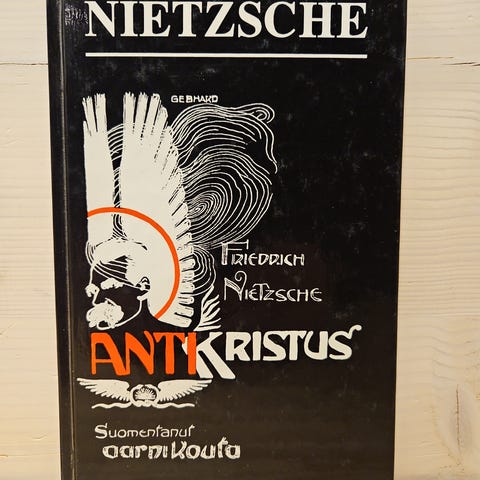 NIETZSCHE
GEBHARD
FRIEDRICH
NIETZSCHE
ANTIKRISTUS
Suomentanut
aarni Kouta